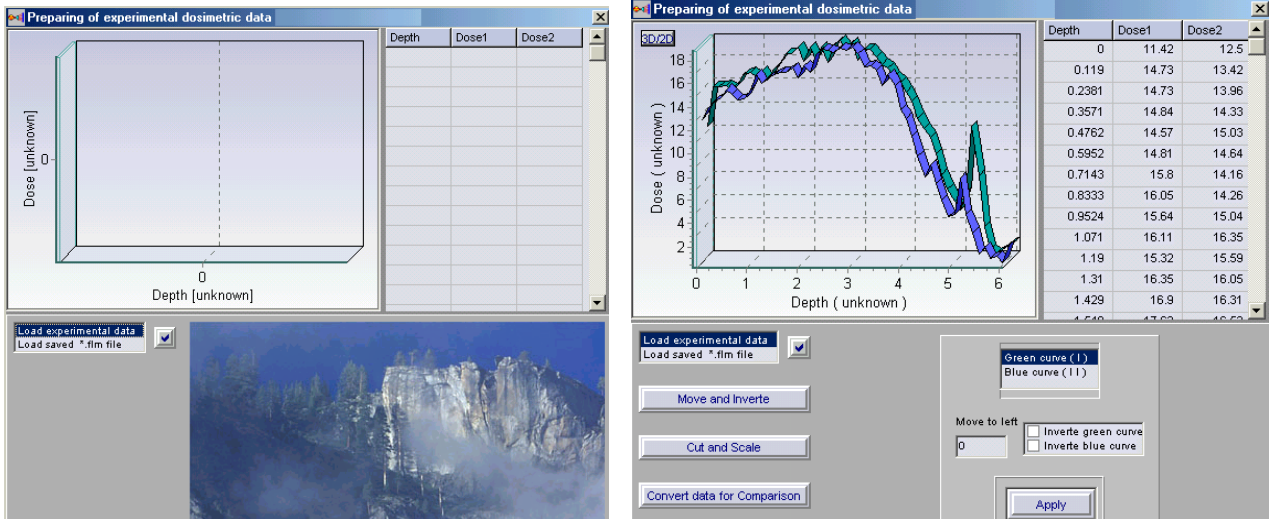 Preparing of experimental dosimetric data
Depth Dose1 Dose2
0
Dose [unknown]
0
Depth [unknown]
Load experimental data
Load saved *.flm file
Preparing of experimental dosimetric data
3D/2D
18
16
14
12
10
8
6
4
2
Dose ( unknown )
0 1 2 3 4 5 6
Depth ( unknown )
Depth Dose1 Dose2
0 11.42 12.5
0.119 14.73 13.42
0.2381 14.73 13.96
0.3571 14.84 14.33
0.4762 14.57 15.03
0.5952 14.81 14.64
0.7143 15.8 14.16
0.8333 16.05 14.26
0.9524 15.64 15.04
1.071 16.11 16.35
1.19 15.32 15.59
1.31 16.35 16.05
1.429 16.9 16.31
Load experimental data
Load saved *.flm file
Move and Inverte
Cut and Scale
Convert data for Comparison
Green curve ( I )
Blue curve ( I I )
Move to left
0
Inverte green curve
Inverte blue curve
Apply